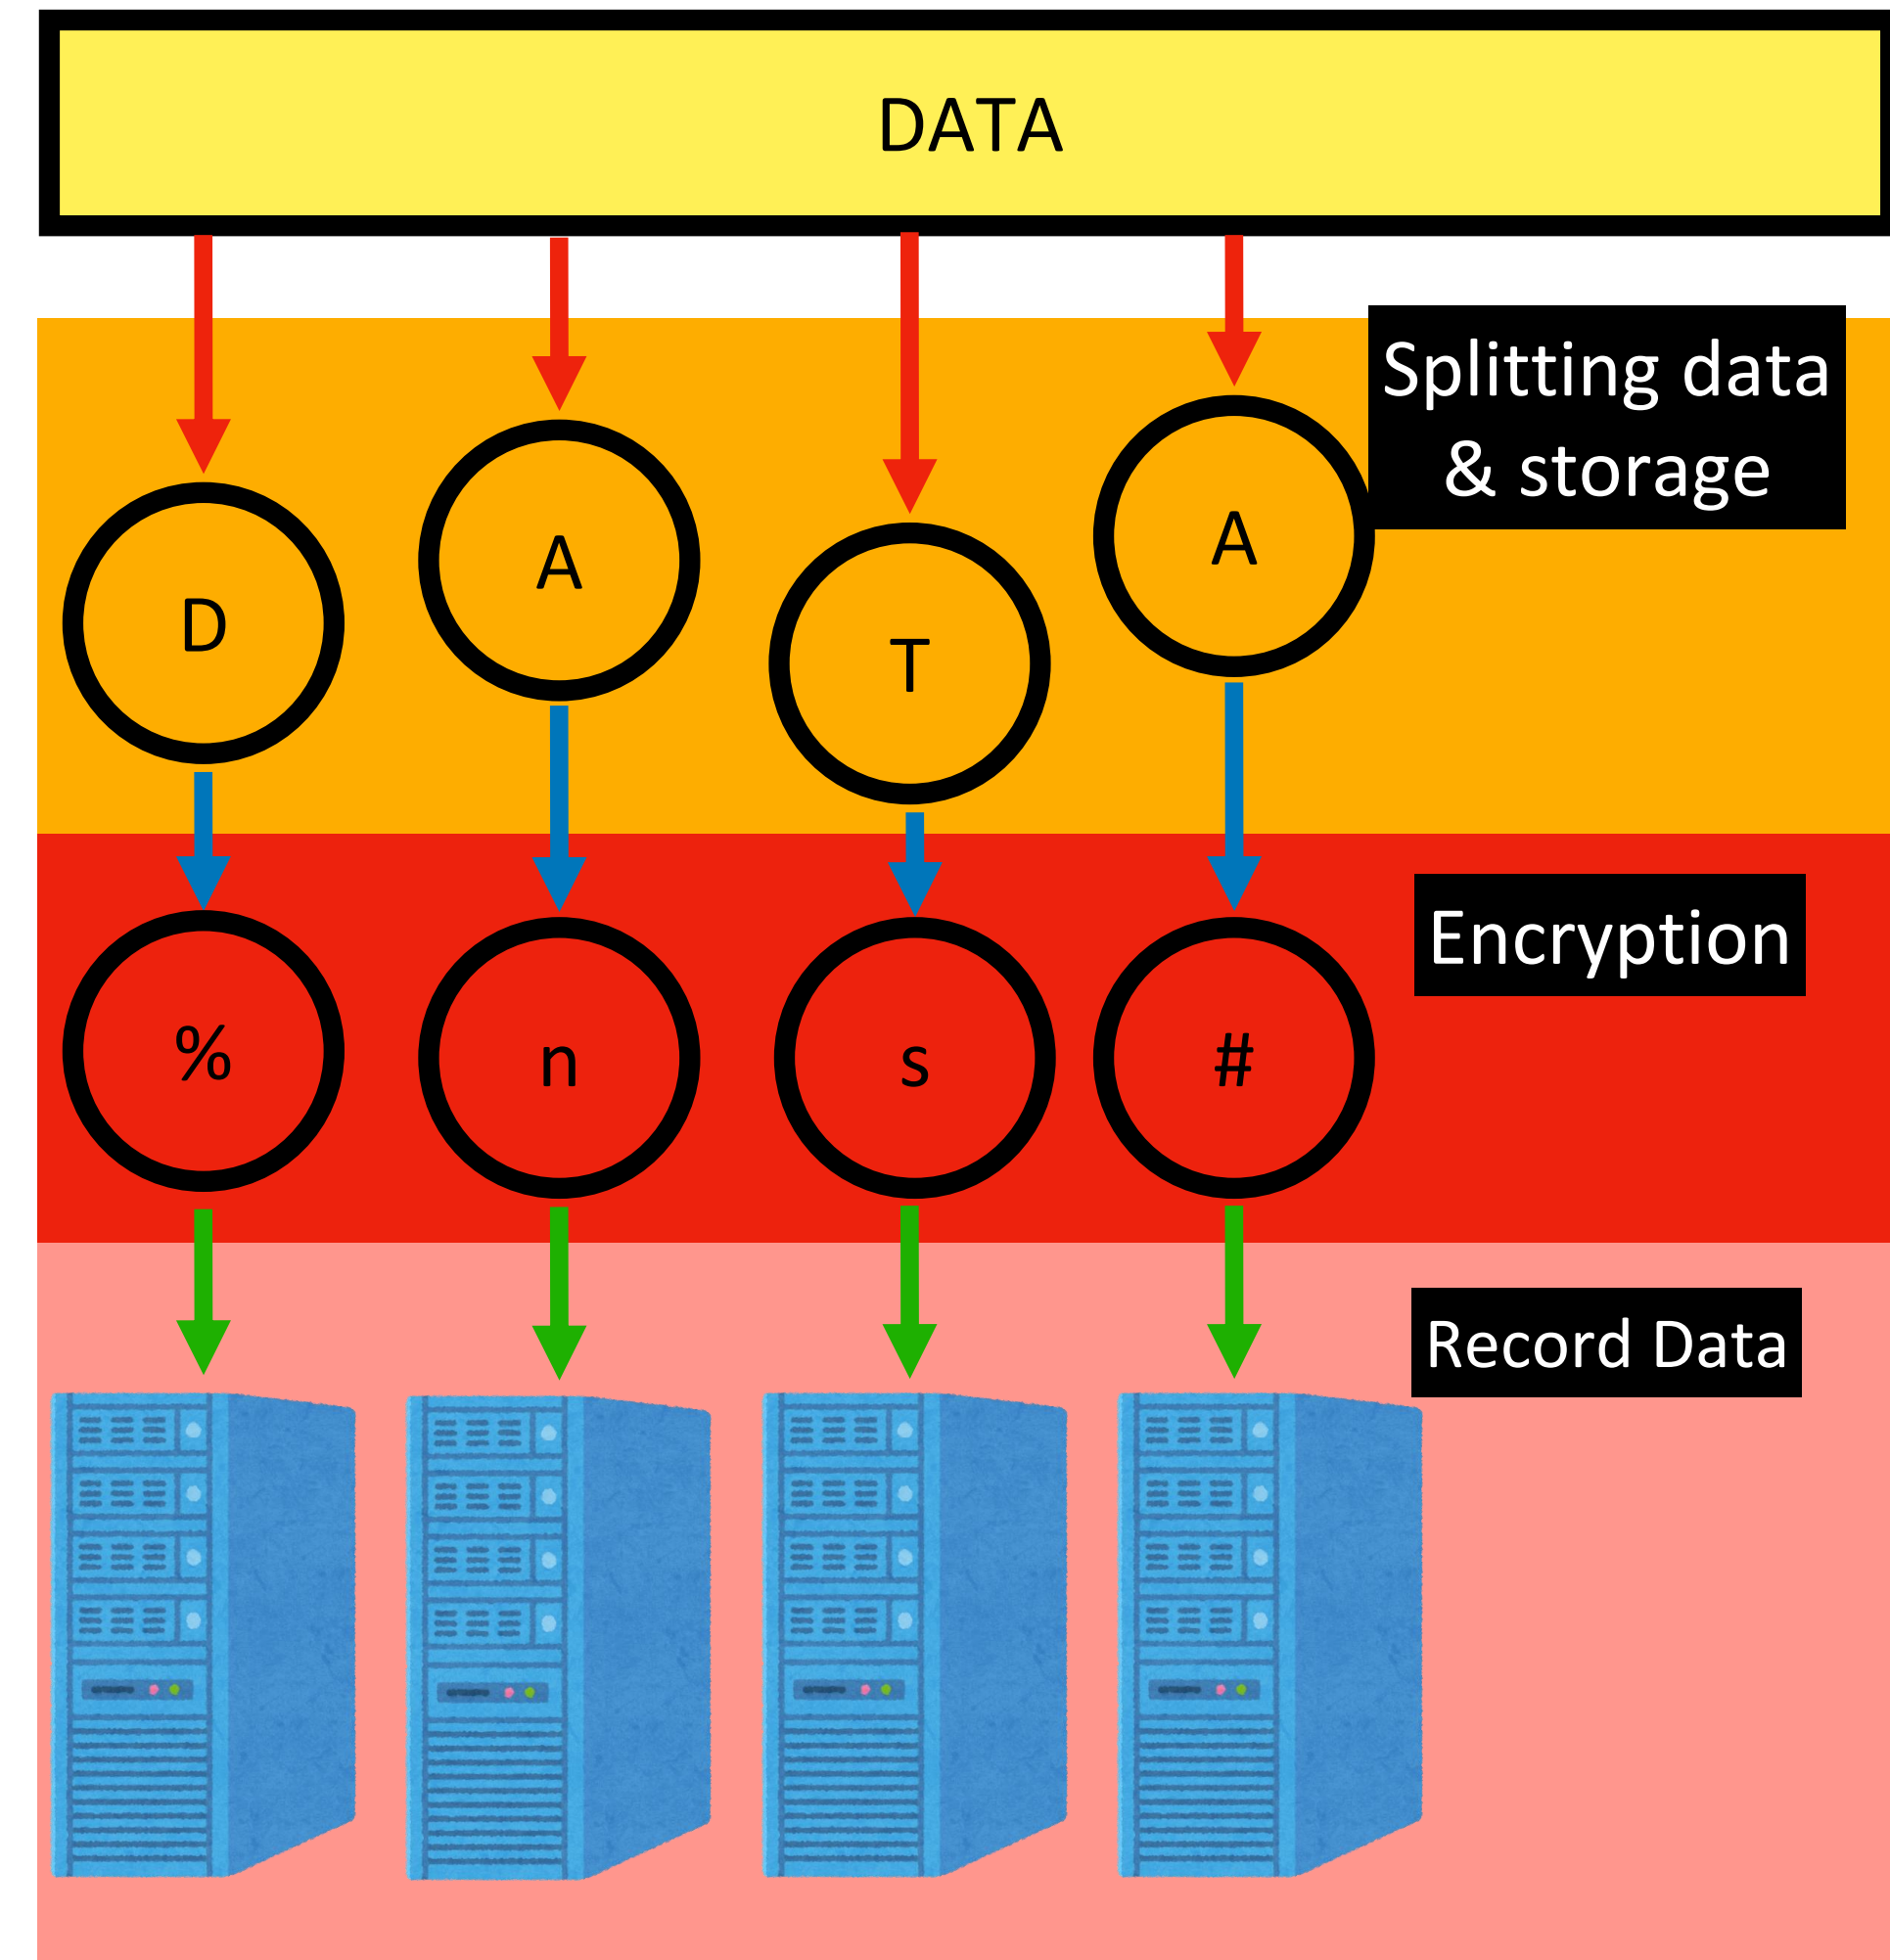 DATA
Splitting data
& storage
D
A
T
A
Encryption
%
n
s
#
Record Data